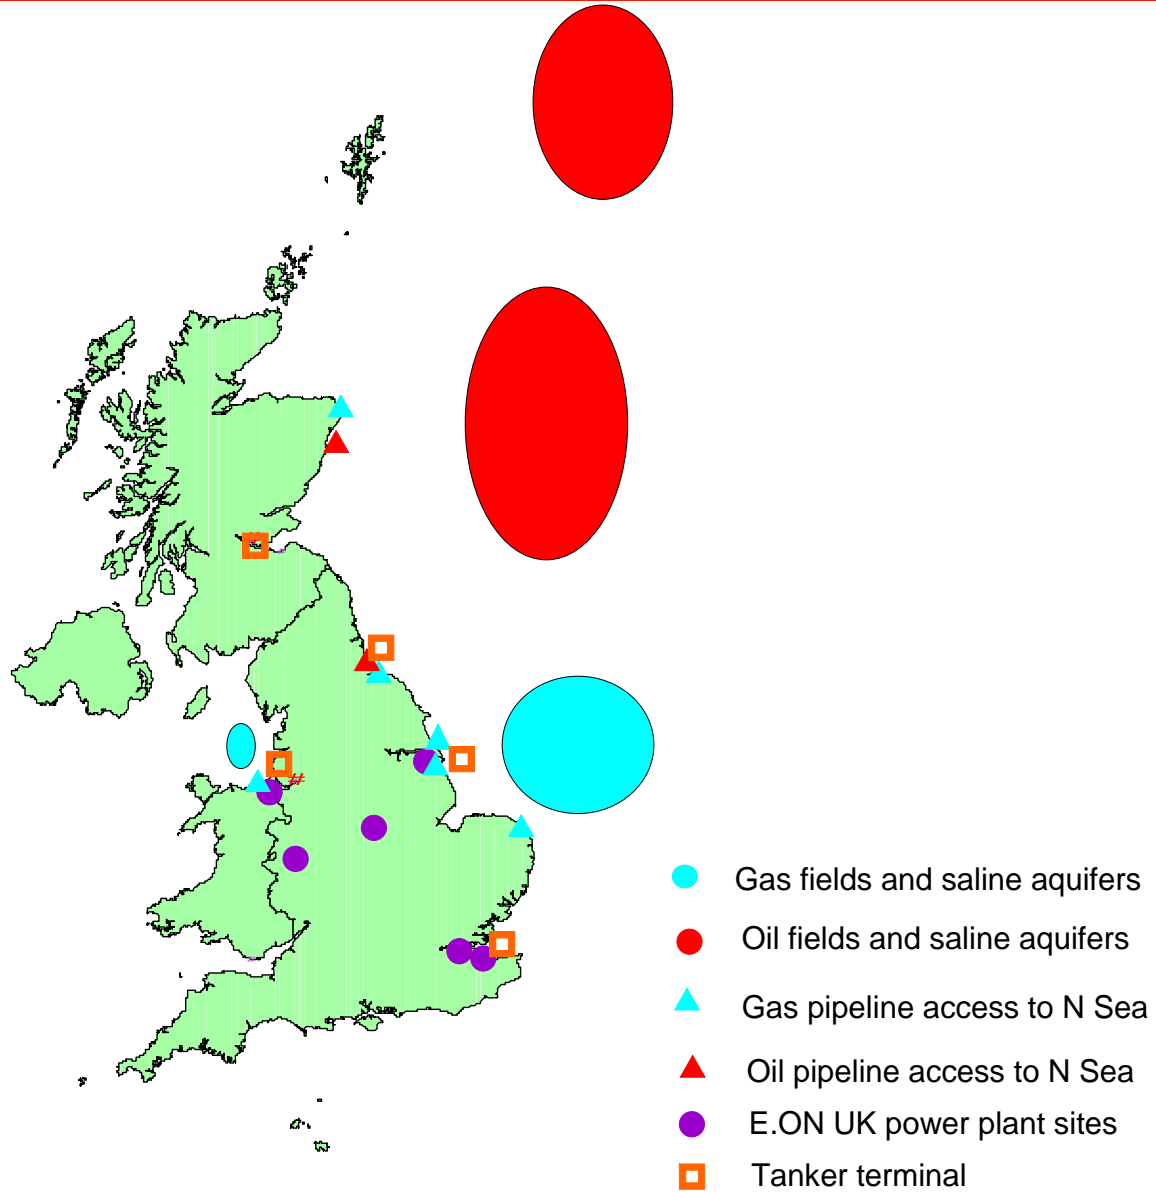 #
Gas fields and saline aquifers
Oil fields and saline aquifers
Gas pipeline access to N Sea
Oil pipeline access to N Sea
E.ON UK power plant sites
Tanker terminal